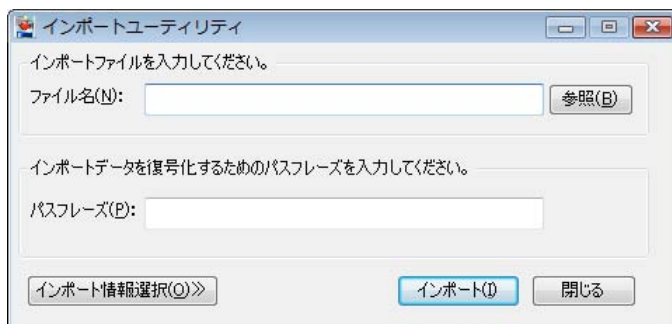 インポートユーティリティ
インポートファイルを入力してください。
ファイル名(N): 参照(B)
インポートデータを復号化するためのパスフレーズを入力してください。
パスフレーズ(P):
インポート情報選択(O)>> インポート(I) 閉じる